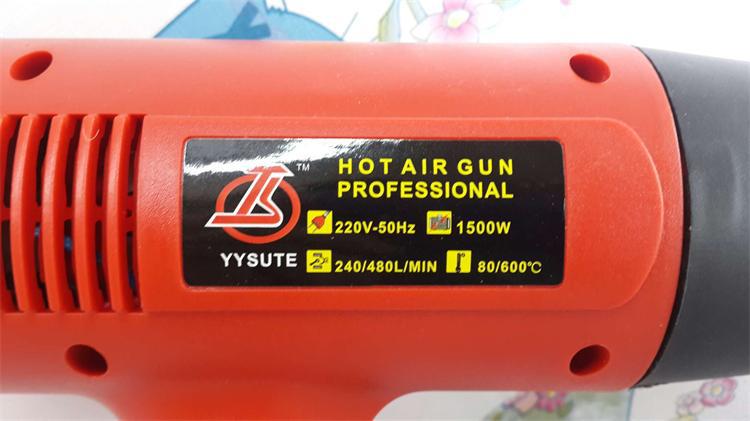 TM
HOT AIR GUN
PROFESSIONAL
220V-50Hz 1500W
YYSUTE
240/480L/MIN 80/600℃